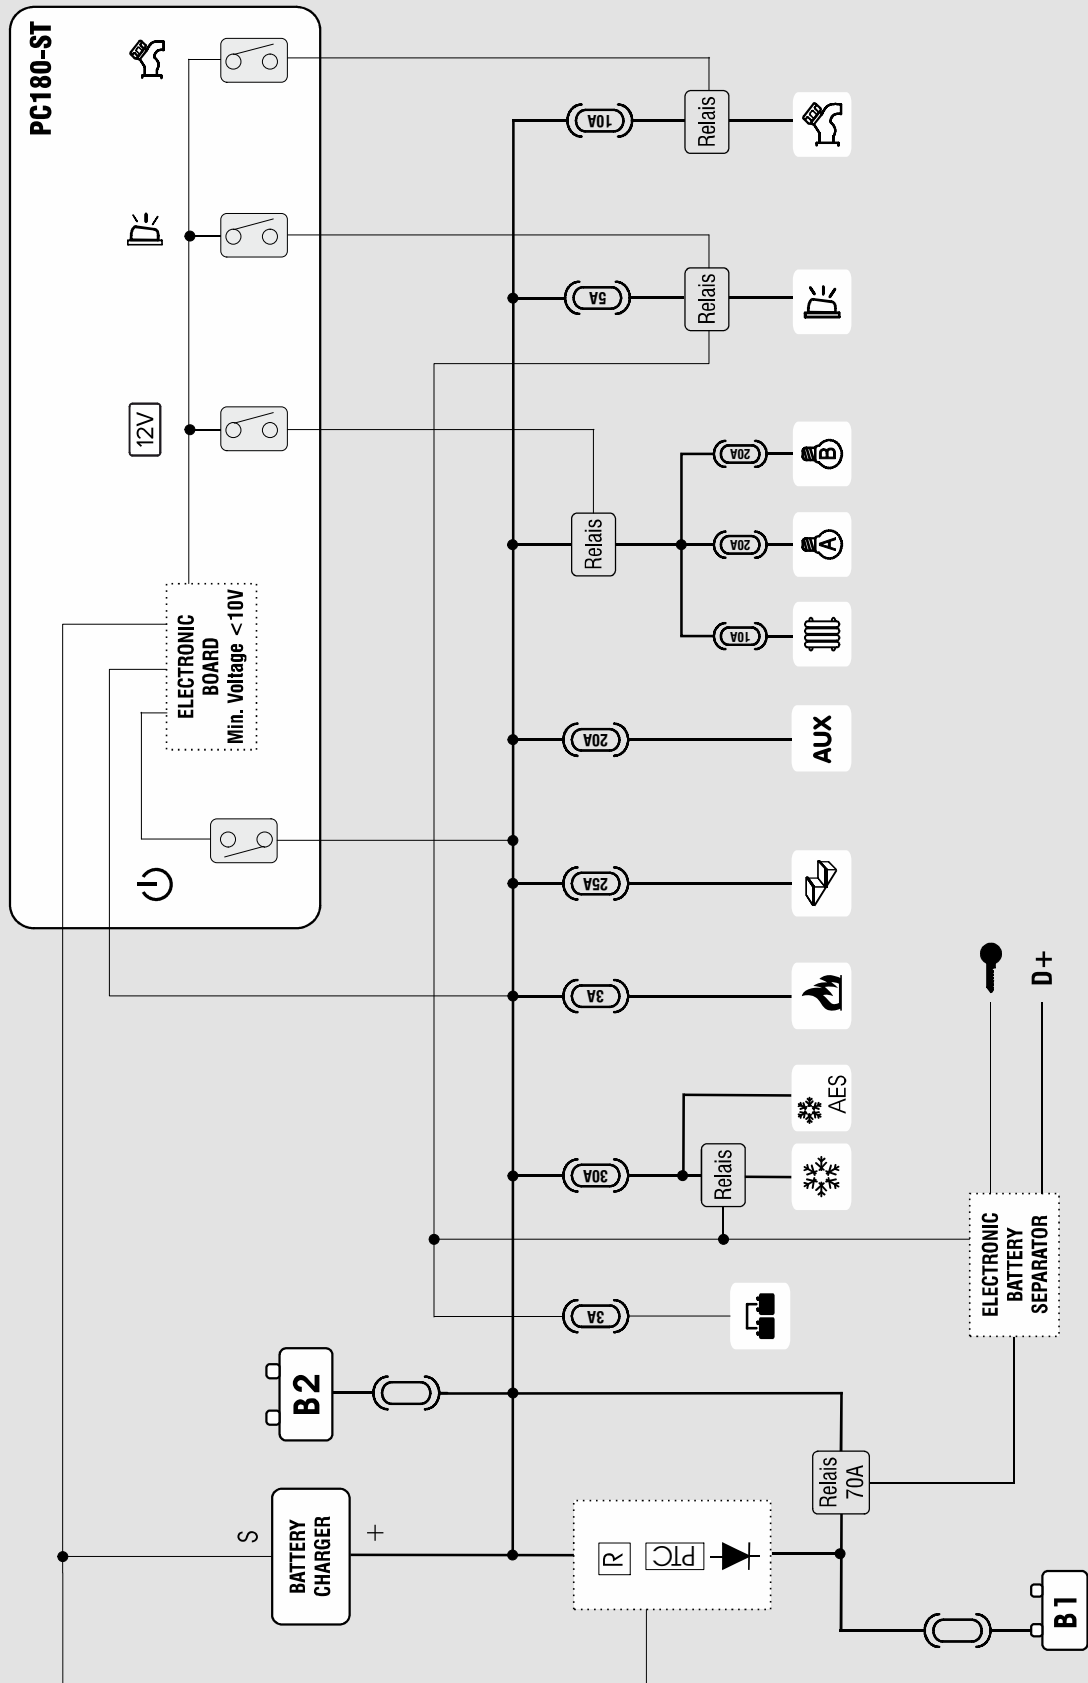 PC180-ST
12V
ELECTRONIC
BOARD
Min. Voltage <10V
10A
Relais
5A
Relais
Relais
20A
B
20A
A
10A
20A
AUX
25A
3A
30A
AES
Relais
3A
D+
ELECTRONIC
BATTERY
SEPARATOR
B2
S
BATTERY
CHARGER
+
R
PTC
Relais
70A
B1